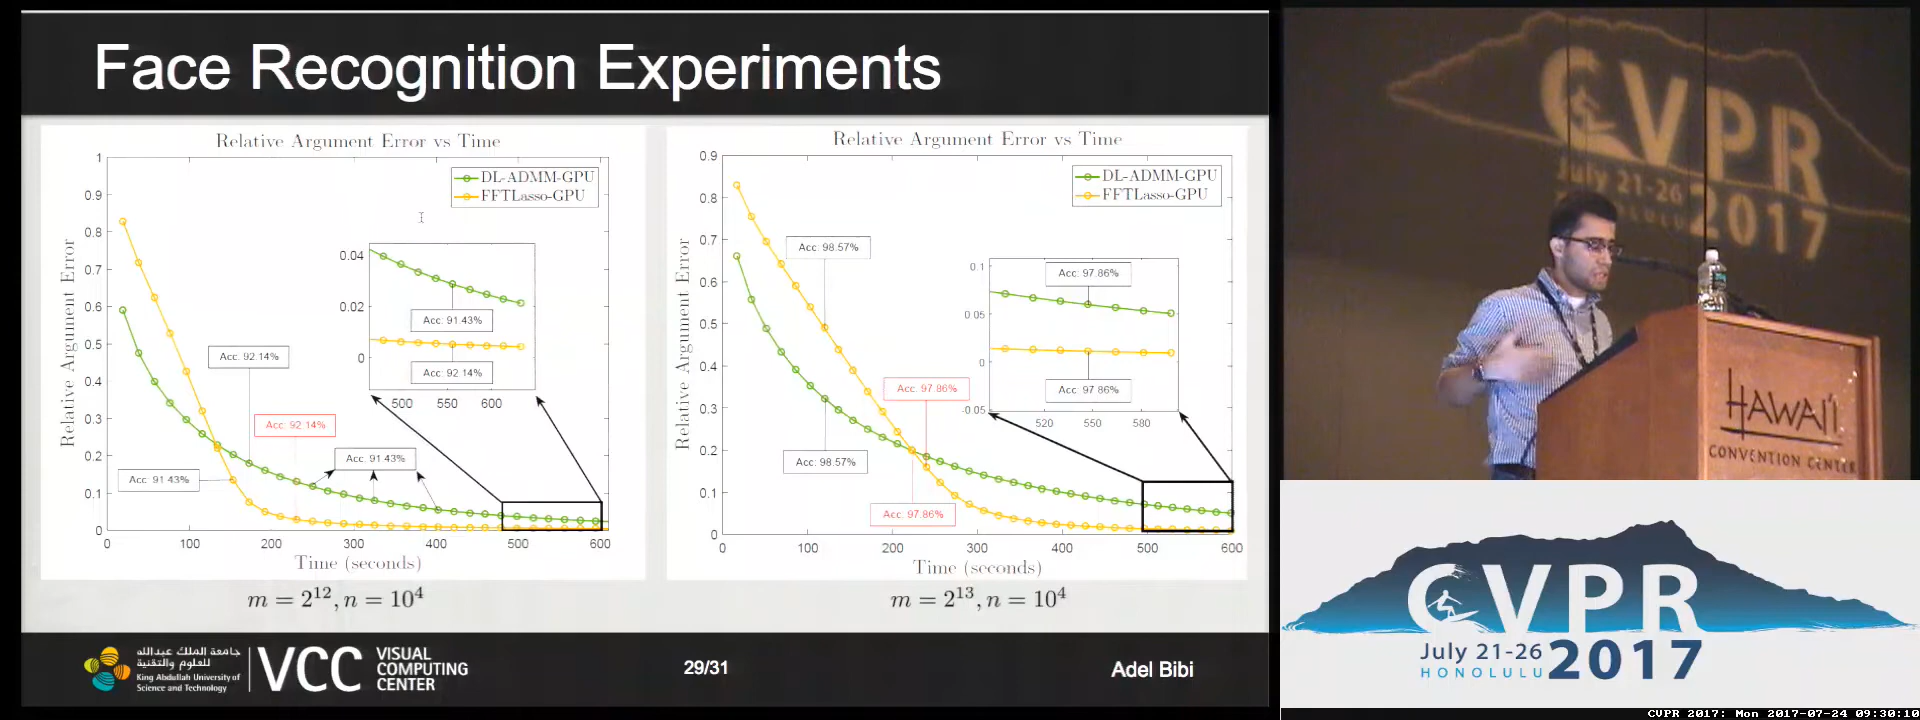 Face Recognition Experiments
Relative Argument Error vs Time
DL-ADMM-GPU
FFTLasso-GPU
Relative Argument Error
1
0.9
0.8
0.7
0.6
0.5
0.4
0.3
0.2
0.1
0
0.04
0.02
0
Acc: 91.43%
Acc: 92.14%
500 550 600
Acc: 92.14%
Acc: 92.14%
Acc: 91.43%
Acc: 91.43%
0 100 200 300 400 500 600
Time (seconds)
m = 2^12, n = 10^4
Relative Argument Error vs Time
DL-ADMM-GPU
FFTLasso-GPU
Relative Argument Error
0.9
0.8
0.7
0.6
0.5
0.4
0.3
0.2
0.1
0
Acc: 98.57%
0.1
0.05
0
-0.05
Acc: 97.86%
Acc: 97.86%
520 550 580
Acc: 97.86%
Acc: 98.57%
Acc: 97.86%
0 100 200 300 400 500 600
Time (seconds)
m = 2^13, n = 10^4
جامعة الملك عبدالله
للعلوم والتقنية
King Abdullah University of
Science and Technology
VCC
VISUAL
COMPUTING
CENTER
29/31
Adel Bibi
CVPR
July 21-26
2017
HAWAI'I
CONVENTION CENTER
CVPR
July 21-26
HONOLULU
2017
CVPR 2017: Mon 2017-07-24 09:30:10